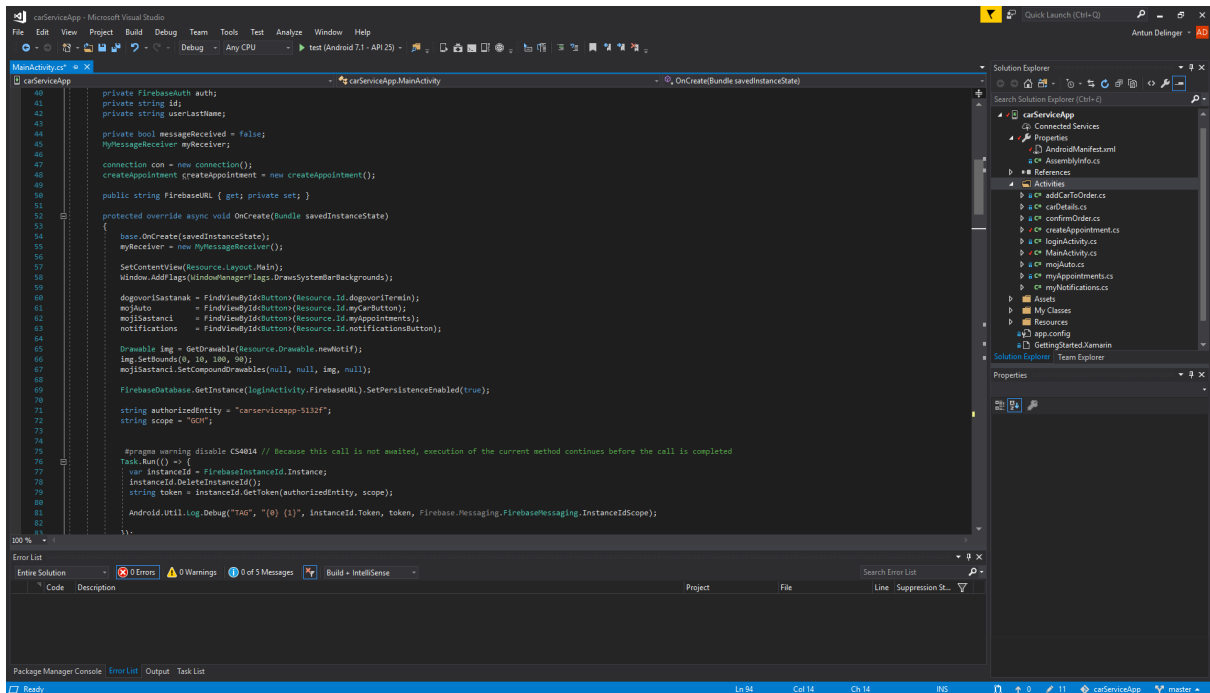 carServiceApp - Microsoft Visual Studio
Quick Launch (Ctrl+Q)
File Edit View Project Build Debug Team Tools Test Analyze Window Help
Antun Delinger AD
Debug Any CPU test (Android 7.1 - API 25)
MainActivity.cs*
carServiceApp carServiceApp.MainActivity OnCreate(Bundle savedInstanceState)
40 private FirebaseAuth auth;
41 private string id;
42 private string userLastName;
43
44 private bool messageReceived = false;
45 MyMessageReceiver myReceiver;
46
47 connection con = new connection();
48 createAppointment createAppointment = new createAppointment();
49
50 public string FirebaseURL { get; private set; }
51
52 protected override async void OnCreate(Bundle savedInstanceState)
53 {
54 base.OnCreate(savedInstanceState);
55 myReceiver = new MyMessageReceiver();
56
57 SetContentView(Resource.Layout.Main);
58 Window.AddFlags(WindowManagerFlags.DrawsSystemBarBackgrounds);
59
60 dogovoriSastanak = FindViewById<Button>(Resource.Id.dogovoriTermin);
61 mojAuto = FindViewById<Button>(Resource.Id.myCarButton);
62 mojiSastanci = FindViewById<Button>(Resource.Id.myAppointments);
63 notifications = FindViewById<Button>(Resource.Id.notificationsButton);
64
65 Drawable img = GetDrawable(Resource.Drawable.newNotif);
66 img.SetBounds(0, 10, 100, 90);
67 mojiSastanci.SetCompoundDrawables(null, null, img, null);
68
69 FirebaseDatabase.GetInstance(loginActivity.FirebaseURL).SetPersistenceEnabled(true);
70
71 string authorizedEntity = "carserviceapp-5132f";
72 string scope = "GCM";
73
74
75 #pragma warning disable CS4014 // Because this call is not awaited, execution of the current method continues before the call is completed
76 Task.Run(() => {
77 var instanceId = FirebaseInstanceId.Instance;
78 instanceId.DeleteInstanceId();
79 string token = instanceId.GetToken(authorizedEntity, scope);
80
81 Android.Util.Log.Debug("TAG", "{0} {1}", instanceId.Token, token, Firebase.Messaging.FirebaseMessaging.InstanceIdScope);
82
83 });
100 %
Solution Explorer
Search Solution Explorer (Ctrl+č)
carServiceApp
Connected Services
Properties
AndroidManifest.xml
AssemblyInfo.cs
References
Activities
C# addCarToOrder.cs
C# carDetails.cs
C# confirmOrder.cs
C# createAppointment.cs
C# loginActivity.cs
C# MainActivity.cs
C# mojAuto.cs
C# myAppointments.cs
C# myNotifications.cs
Assets
My Classes
Resources
app.config
GettingStarted.Xamarin
Solution Explorer Team Explorer
Properties
Error List
Entire Solution 0 Errors 0 Warnings 0 of 5 Messages Build + IntelliSense Search Error List
Code Description Project File Line Suppression St...
Package Manager Console Error List Output Task List
Ready Ln 94 Col 14 Ch 14 INS 0 11 carServiceApp master